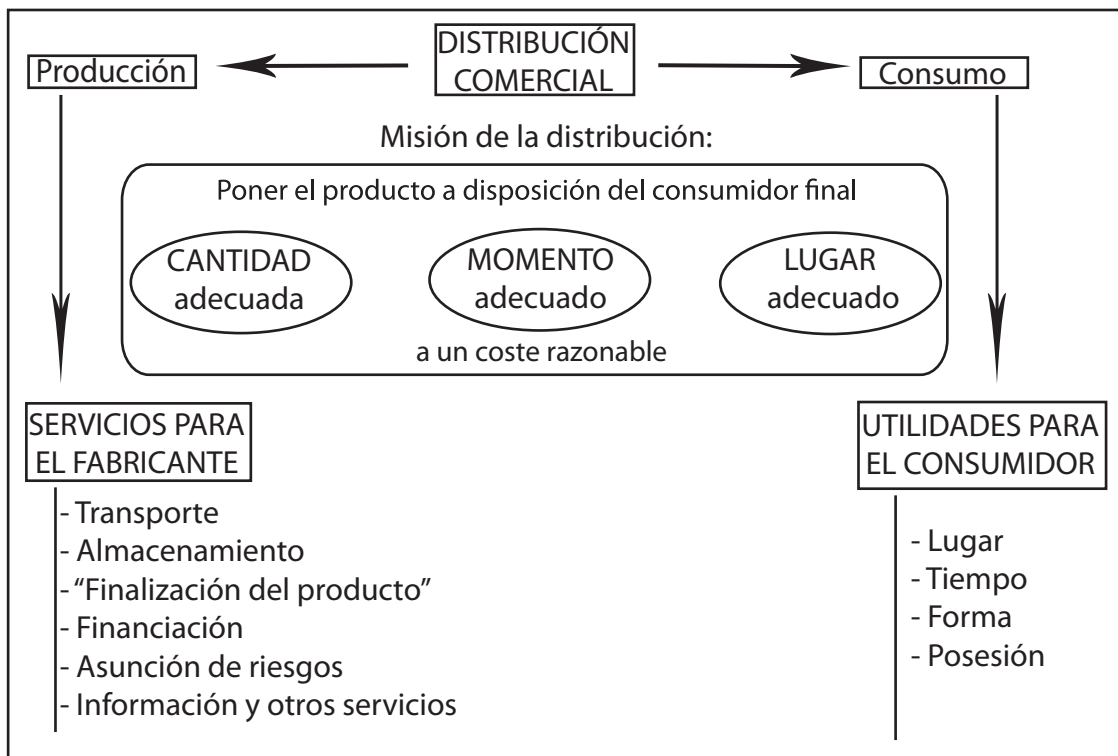 DISTRIBUCIÓN
COMERCIAL
Producción
Consumo
Misión de la distribución:
Poner el producto a disposición del consumidor final
CANTIDAD
adecuada
MOMENTO
adecuado
LUGAR
adecuado
a un coste razonable
SERVICIOS PARA
EL FABRICANTE
- Transporte
- Almacenamiento
- “Finalización del producto”
- Financiación
- Asunción de riesgos
- Información y otros servicios
UTILIDADES PARA
EL CONSUMIDOR
- Lugar
- Tiempo
- Forma
- Posesión